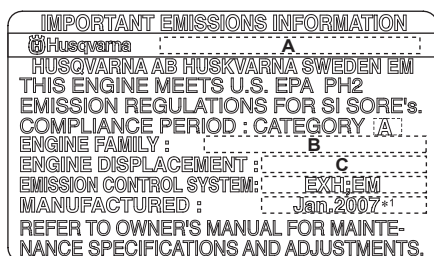 IMPORTANT EMISSIONS INFORMATION
Husqvarna A
HUSQVARNA AB HUSKVARNA SWEDEN EM
THIS ENGINE MEETS U.S. EPA PH2
EMISSION REGULATIONS FOR SI SORE's.
COMPLIANCE PERIOD : CATEGORY A
ENGINE FAMILY : B
ENGINE DISPLACEMENT : C
EMISSION CONTROL SYSTEM: EXH;EM
MANUFACTURED : Jan,2007*1
REFER TO OWNER'S MANUAL FOR MAINTE-
NANCE SPECIFICATIONS AND ADJUSTMENTS.